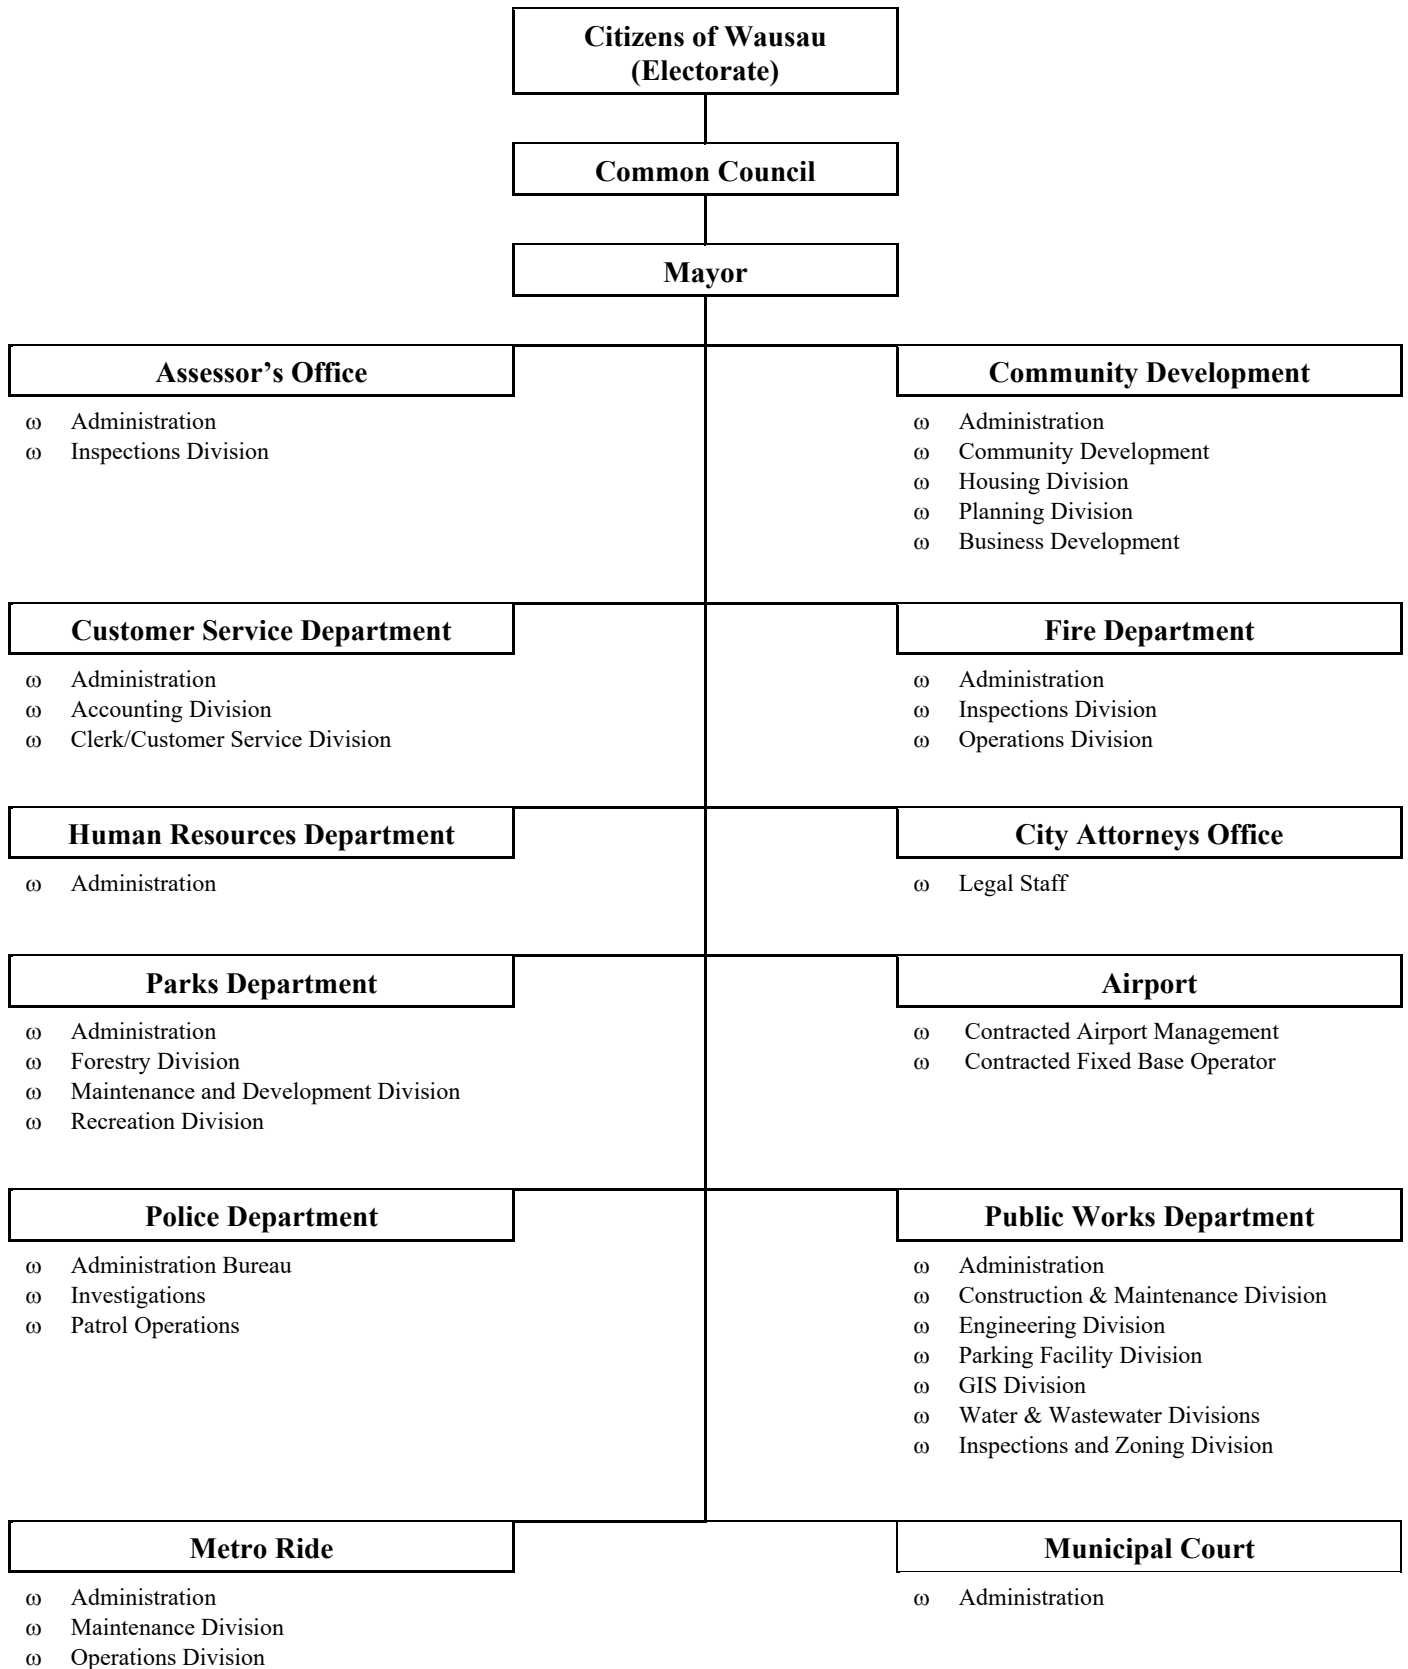 Citizens of Wausau
(Electorate)
Common Council
Mayor
Assessor’s Office
ω Administration
ω Inspections Division
Community Development
ω Administration
ω Community Development
ω Housing Division
ω Planning Division
ω Business Development
Customer Service Department
ω Administration
ω Accounting Division
ω Clerk/Customer Service Division
Fire Department
ω Administration
ω Inspections Division
ω Operations Division
Human Resources Department
ω Administration
City Attorneys Office
ω Legal Staff
Parks Department
ω Administration
ω Forestry Division
ω Maintenance and Development Division
ω Recreation Division
Airport
ω Contracted Airport Management
ω Contracted Fixed Base Operator
Police Department
ω Administration Bureau
ω Investigations
ω Patrol Operations
Public Works Department
ω Administration
ω Construction & Maintenance Division
ω Engineering Division
ω Parking Facility Division
ω GIS Division
ω Water & Wastewater Divisions
ω Inspections and Zoning Division
Metro Ride
ω Administration
ω Maintenance Division
ω Operations Division
Municipal Court
ω Administration